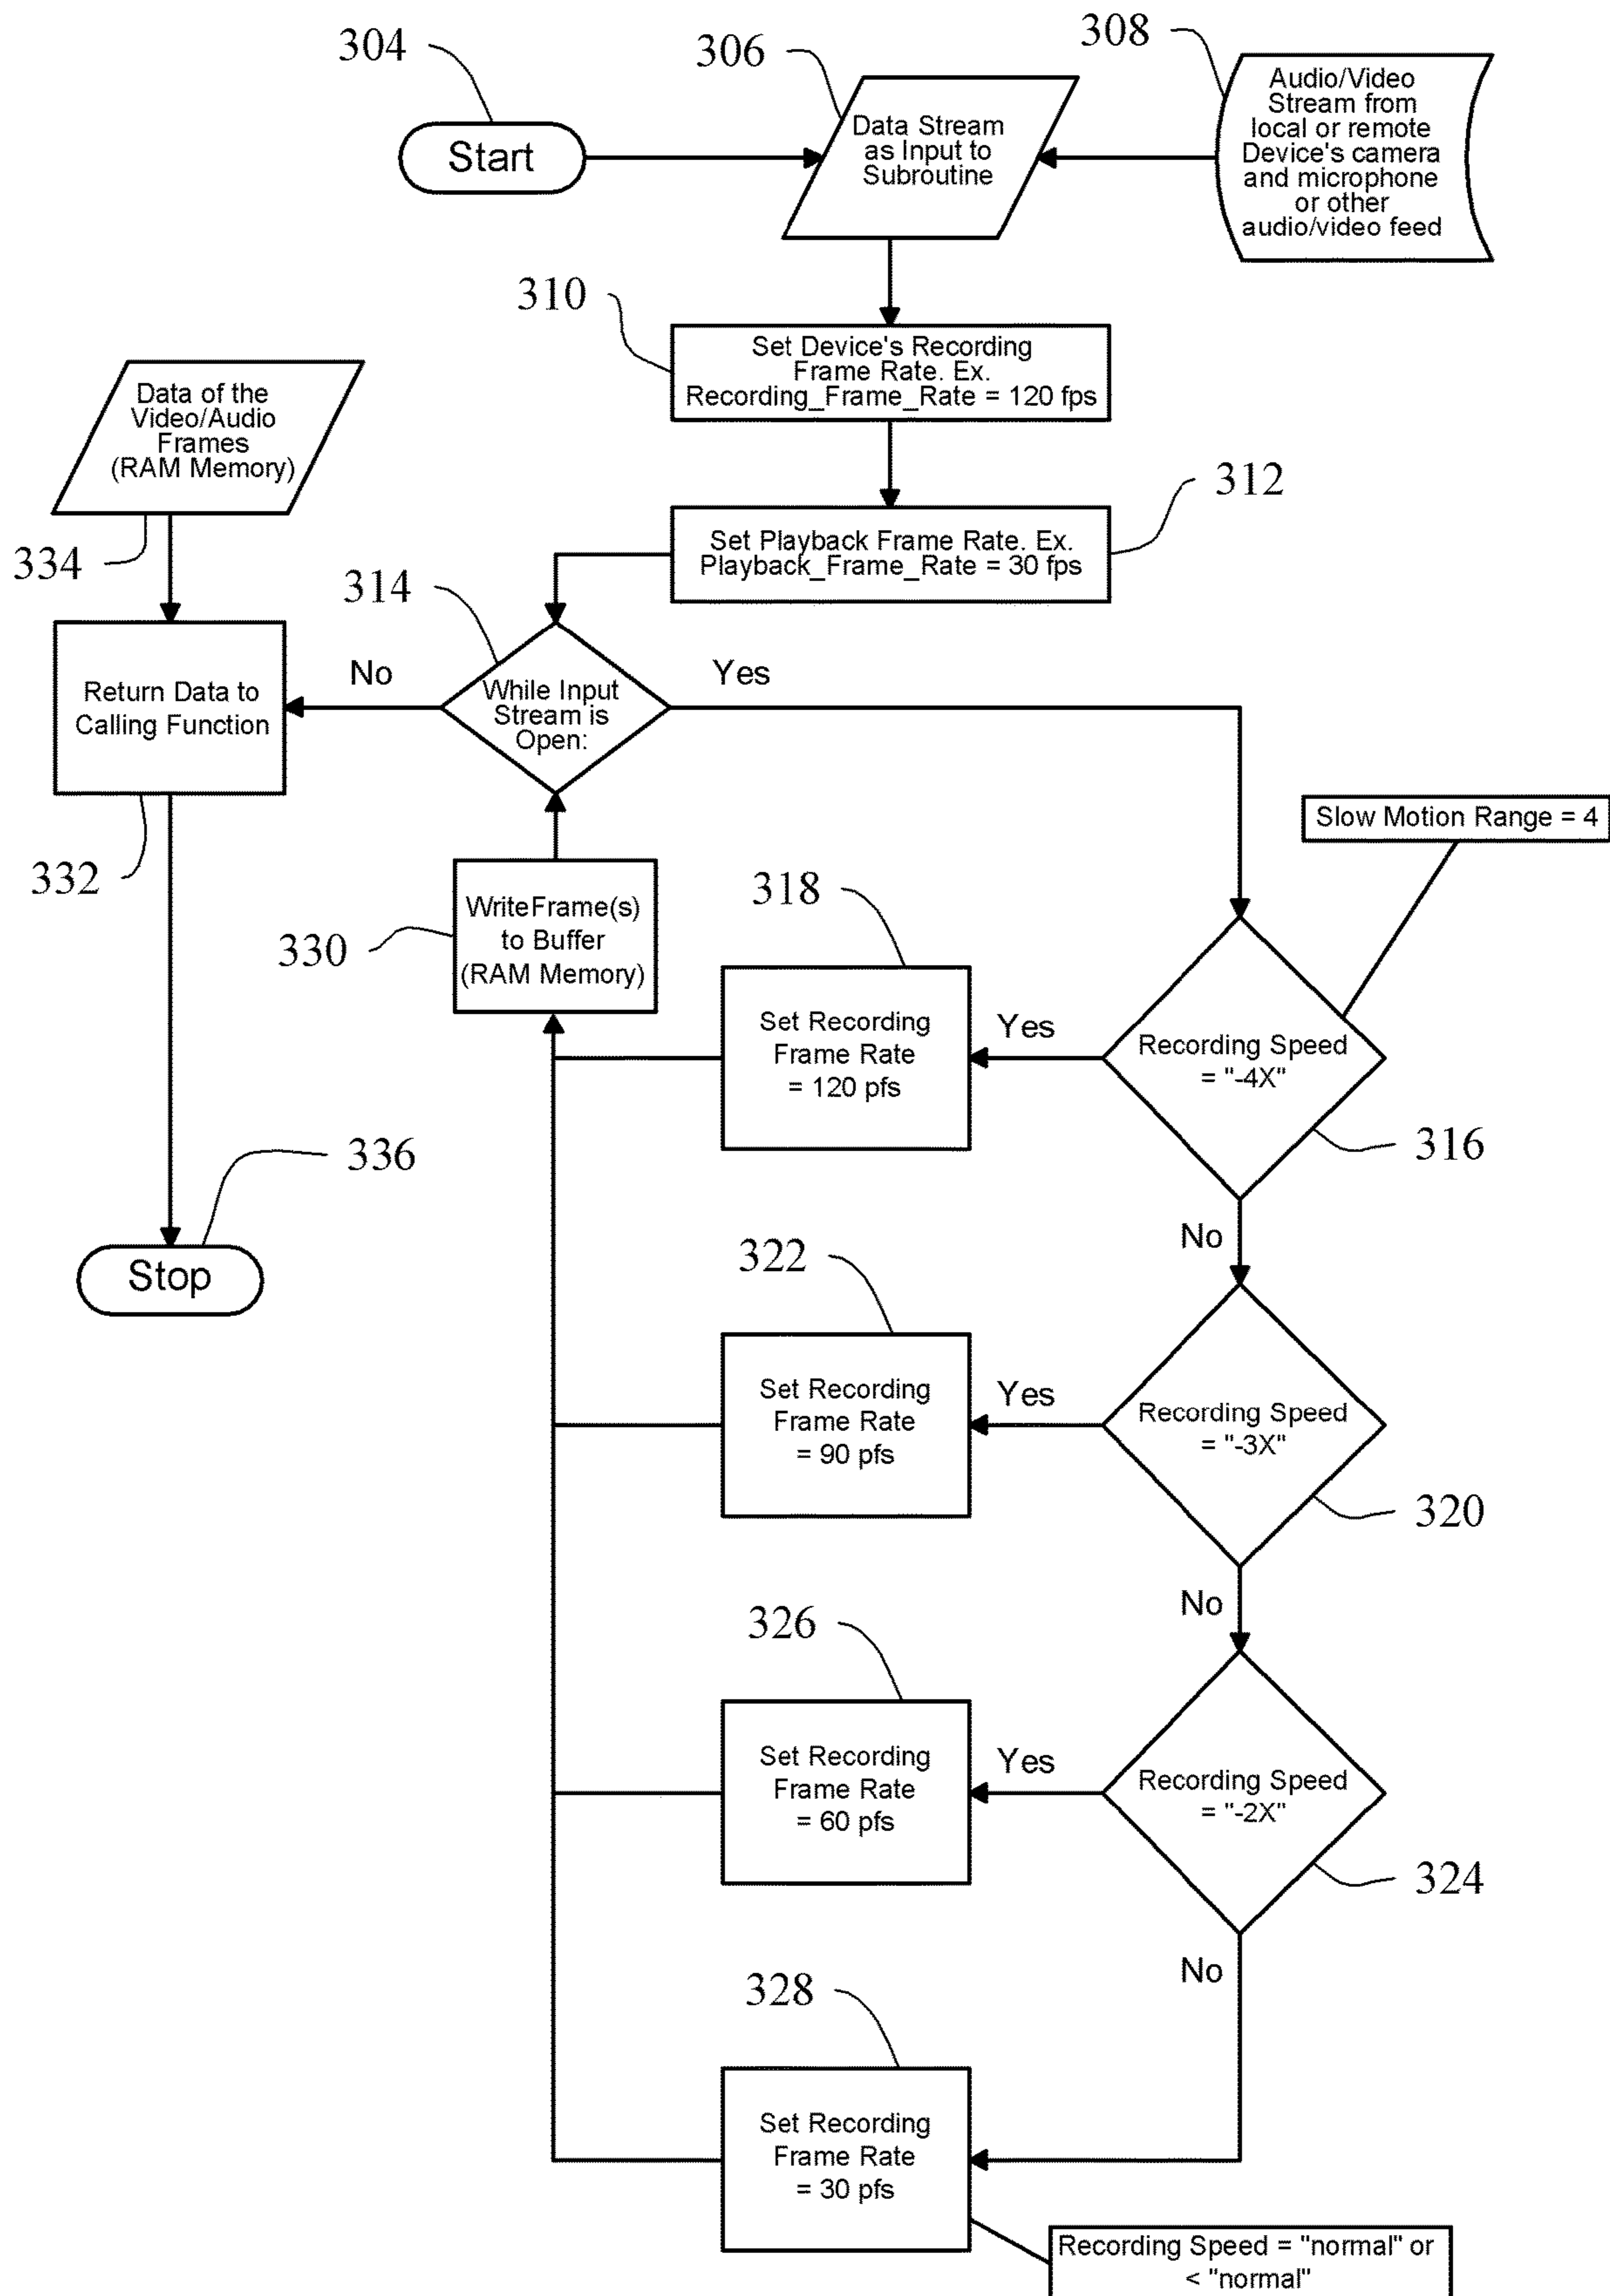 304
306
308
Start
Data Stream
as Input to
Subroutine
Audio/Video
Stream from
local or remote
Device's camera
and microphone
or other
audio/video feed
310
Set Device's Recording
Frame Rate. Ex.
Recording_Frame_Rate = 120 fps
Data of the
Video/Audio
Frames
(RAM Memory)
334
312
Set Playback Frame Rate. Ex.
Playback_Frame_Rate = 30 fps
314
While Input
Stream is
Open:
No
Yes
Return Data to
Calling Function
332
Slow Motion Range = 4
330
WriteFrame(s)
to Buffer
(RAM Memory)
318
Set Recording
Frame Rate
= 120 pfs
Yes
Recording Speed
= "-4X"
316
336
Stop
No
322
Set Recording
Frame Rate
= 90 pfs
Yes
Recording Speed
= "-3X"
320
No
326
Set Recording
Frame Rate
= 60 pfs
Yes
Recording Speed
= "-2X"
324
No
328
Set Recording
Frame Rate
= 30 pfs
Recording Speed = "normal" or
< "normal"